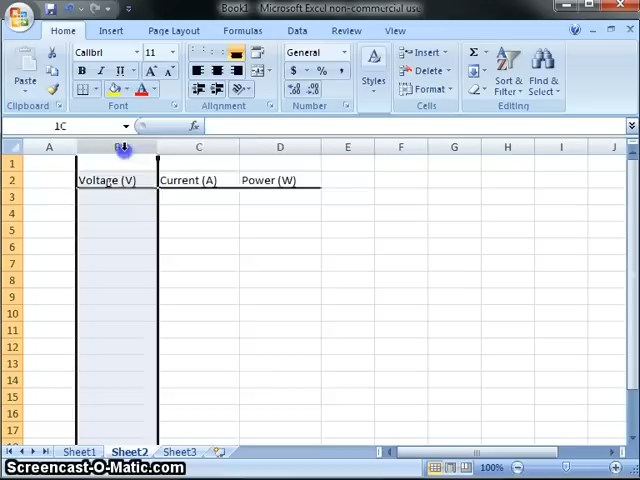 Book1 - Microsoft Excel non-commercial use
Home Insert Page Layout Formulas Data Review View
Paste
Calibri 11
B I U A A
General
$ % ,
Styles
Insert
Delete
Format
Σ
Sort & Filter
Find & Select
Clipboard Font Alignment Number Cells Editing
1C fx
A C D E F G H I J
1
2 Voltage (V) Current (A) Power (W)
3
4
5
6
7
8
9
10
11
12
13
14
15
16
17
Sheet1 Sheet2 Sheet3
100%
Screencast-O-Matic.com